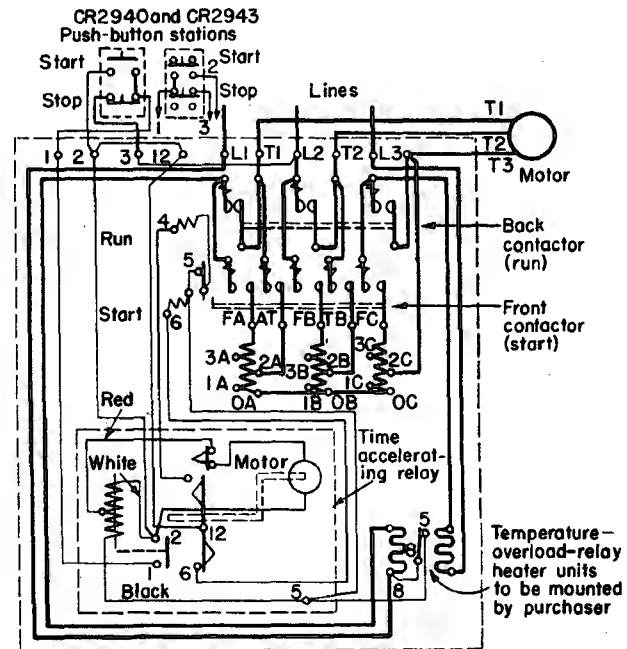 CR2940 and CR2943
Push-button stations
Start
Stop
2
Start
Stop
1
3
Lines
T1
T2
T3
Motor
1 2 3 12 L1 T1 L2 T2 L3
4
Run
5
Back
contactor
(run)
Start
6
FA AT FB TB FC
Front
contactor
(start)
3A 2A 3B 2B 3C 2C
1A 1B 1C
0A 0B 0C
Red
White
Motor
Time
accelerat-
ing relay
2
12
1
6
Black
5
5
8
8
Temperature-
overload-relay
heater units
to be mounted
by purchaser